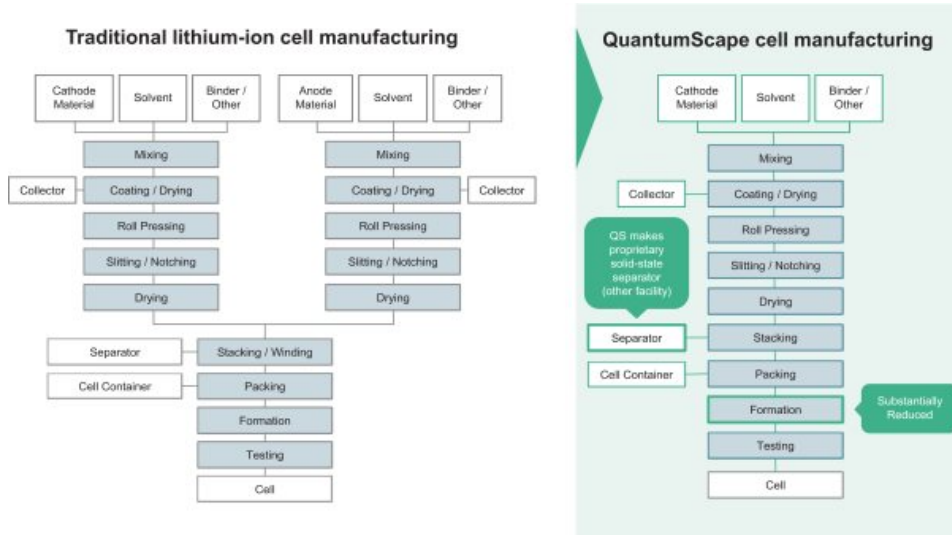 Traditional lithium-ion cell manufacturing
Cathode
Material
Solvent
Binder /
Other
Anode
Material
Solvent
Binder /
Other
Mixing
Mixing
Collector
Coating / Drying
Coating / Drying
Collector
Roll Pressing
Roll Pressing
Slitting / Notching
Slitting / Notching
Drying
Drying
Separator
Stacking / Winding
Cell Container
Packing
Formation
Testing
Cell
QuantumScape cell manufacturing
Cathode
Material
Solvent
Binder /
Other
Mixing
Collector
Coating / Drying
Roll Pressing
QS makes
proprietary
solid-state
separator
(other facility)
Slitting / Notching
Drying
Separator
Stacking
Cell Container
Packing
Formation
Substantially
Reduced
Testing
Cell